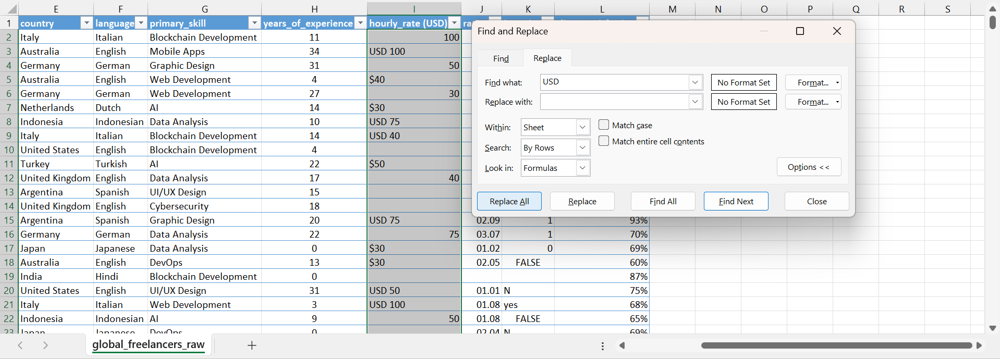 E F G H I J K L M N O P Q R S
1 country language primary_skill years_of_experience hourly_rate (USD) ra
2 Italy Italian Blockchain Development 11 100
3 Australia English Mobile Apps 34 USD 100
4 Germany German Graphic Design 31 50
5 Australia English Web Development 4 $40
6 Germany German Web Development 27 30
7 Netherlands Dutch AI 14 $30
8 Indonesia Indonesian Data Analysis 10 USD 75
9 Italy Italian Blockchain Development 14 USD 40
10 United States English Blockchain Development 4
11 Turkey Turkish AI 22 $50
12 United Kingdom English Data Analysis 17 40
13 Argentina Spanish UI/UX Design 15
14 United Kingdom English Cybersecurity 18
15 Argentina Spanish Graphic Design 20 USD 75 02.09 1 93%
16 Germany German Data Analysis 22 75 03.07 1 70%
17 Japan Japanese Data Analysis 0 $30 01.02 0 69%
18 Australia English DevOps 13 $30 02.05 FALSE 60%
19 India Hindi Blockchain Development 0 87%
20 United States English UI/UX Design 31 USD 50 01.01 N 75%
21 Italy Italian Web Development 3 USD 100 01.08 yes 68%
22 Indonesia Indonesian AI 9 50 01.08 FALSE 65%
23 Japan Japanese DevOps 0 02.04 N 69%
Find and Replace
Find Replace
Find what: USD No Format Set Format...
Replace with: No Format Set Format...
Within: Sheet Match case
Search: By Rows Match entire cell contents
Look in: Formulas Options <<
Replace All Replace Find All Find Next Close
global_freelancers_raw